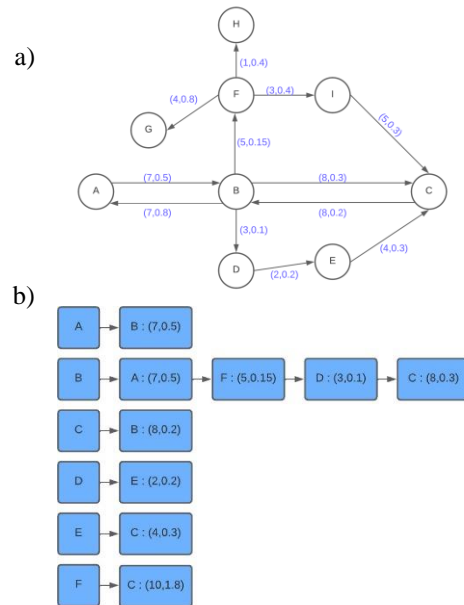 a)
H
(1,0.4)
(4,0.8)
F
(3,0.4)
I
G
(5,0.3)
(5,0.15)
A
(7,0.5)
B
(8,0.3)
C
(7,0.8)
(8,0.2)
(3,0.1)
D
(2,0.2)
E
(4,0.3)
b)
A B : (7,0.5)
B A : (7,0.5) F : (5,0.15) D : (3,0.1) C : (8,0.3)
C B : (8,0.2)
D E : (2,0.2)
E C : (4,0.3)
F C : (10,1.8)